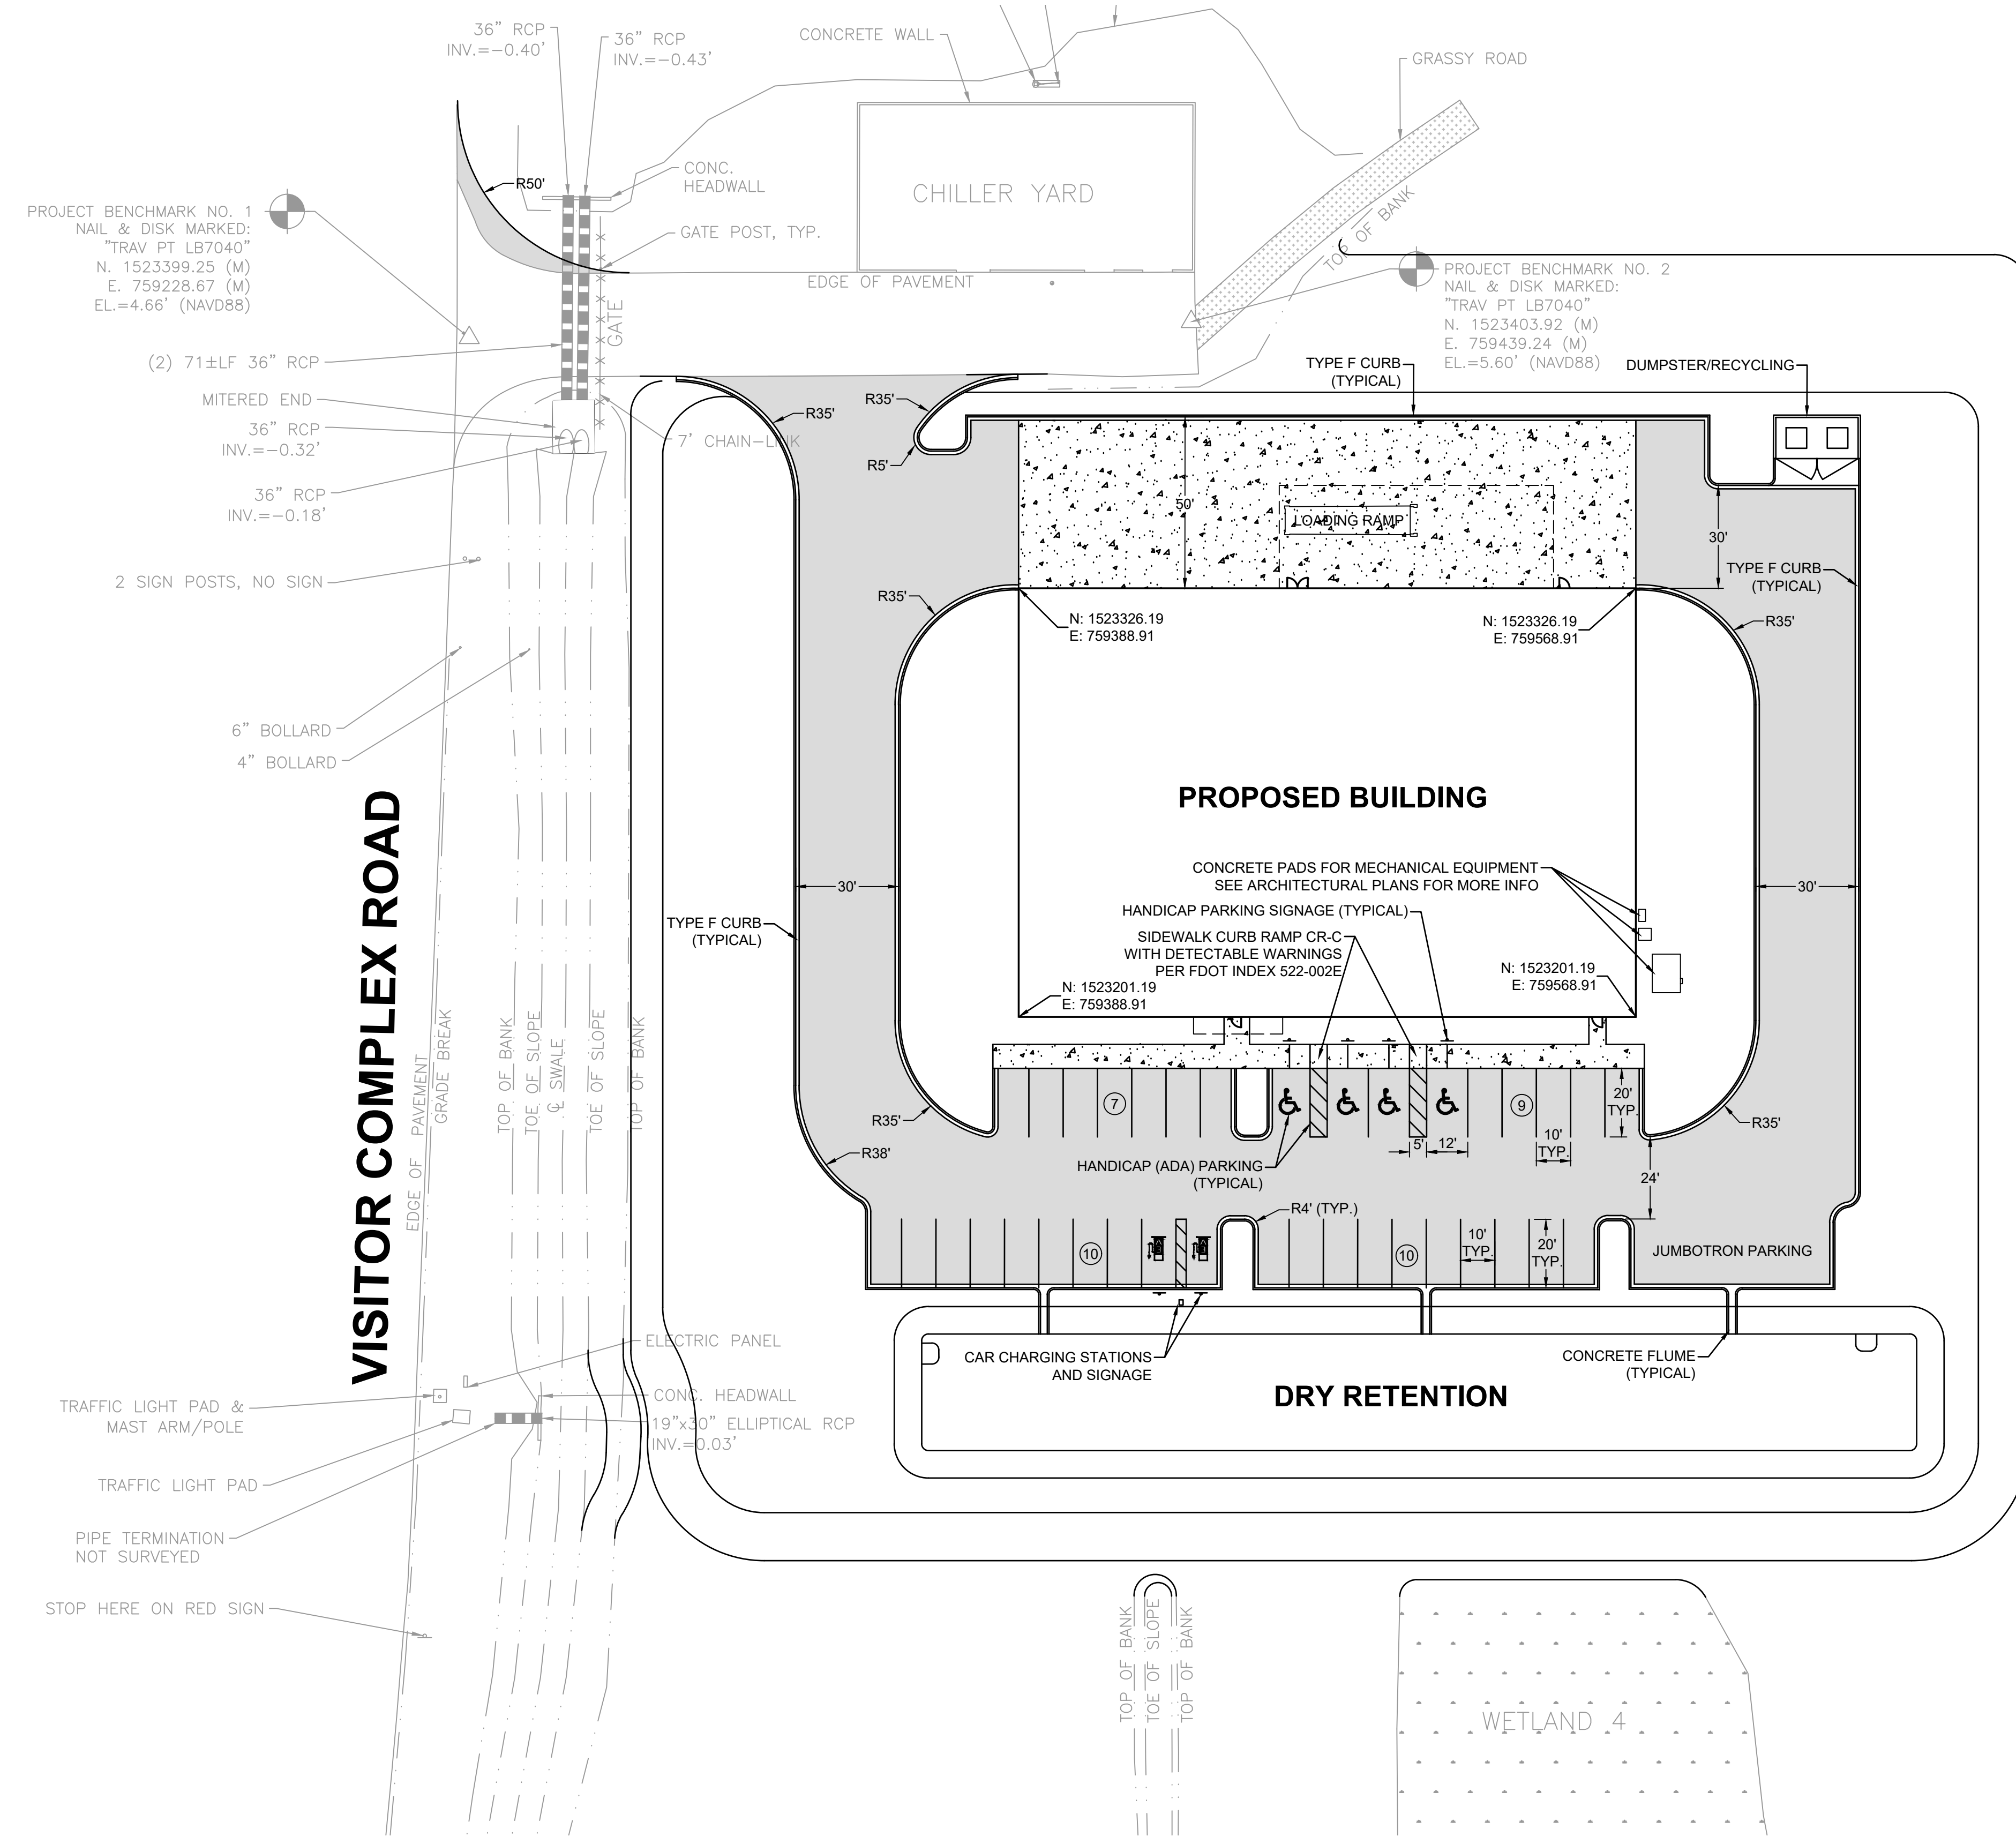 36" RCP
INV.=-0.40'
36" RCP
INV.=-0.43'
CONCRETE WALL
GRASSY ROAD
R50'
CONC.
HEADWALL
CHILLER YARD
TOP OF BANK
PROJECT BENCHMARK NO. 1
NAIL & DISK MARKED:
"TRAV PT LB7040"
N. 1523399.25 (M)
E. 759228.67 (M)
EL.=4.66' (NAVD88)
GATE POST, TYP.
EDGE OF PAVEMENT
GATE
PROJECT BENCHMARK NO. 2
NAIL & DISK MARKED:
"TRAV PT LB7040"
N. 1523403.92 (M)
E. 759439.24 (M)
EL.=5.60' (NAVD88)
(2) 71±LF 36" RCP
TYPE F CURB
(TYPICAL)
DUMPSTER/RECYCLING
MITERED END
36" RCP
INV.=-0.32'
R35'
R35'
7' CHAIN-LINK
R5'
36" RCP
INV.=-0.18'
50'
LOADING RAMP
30'
2 SIGN POSTS, NO SIGN
TYPE F CURB
(TYPICAL)
R35'
N: 1523326.19
E: 759388.91
N: 1523326.19
E: 759568.91
R35'
6" BOLLARD
4" BOLLARD
VISITOR COMPLEX ROAD
PROPOSED BUILDING
CONCRETE PADS FOR MECHANICAL EQUIPMENT
SEE ARCHITECTURAL PLANS FOR MORE INFO
30'
30'
HANDICAP PARKING SIGNAGE (TYPICAL)
TYPE F CURB
(TYPICAL)
SIDEWALK CURB RAMP CR-C
WITH DETECTABLE WARNINGS
PER FDOT INDEX 522-002E
N: 1523201.19
E: 759388.91
N: 1523201.19
E: 759568.91
EDGE OF PAVEMENT
GRADE BREAK
TOP OF BANK
TOE OF SLOPE
℄ SWALE
TOE OF SLOPE
TOP OF BANK
7
9
20'
TYP.
R35'
R35'
R38'
5'
12'
10'
TYP.
HANDICAP (ADA) PARKING
(TYPICAL)
24'
R4' (TYP.)
10
10
10'
TYP.
20'
TYP.
JUMBOTRON PARKING
ELECTRIC PANEL
CAR CHARGING STATIONS
AND SIGNAGE
CONCRETE FLUME
(TYPICAL)
DRY RETENTION
TRAFFIC LIGHT PAD &
MAST ARM/POLE
CONC. HEADWALL
19"x30" ELLIPTICAL RCP
INV.=0.03'
TRAFFIC LIGHT PAD
PIPE TERMINATION
NOT SURVEYED
STOP HERE ON RED SIGN
TOP OF BANK
TOE OF SLOPE
TOP OF BANK
WETLAND 4